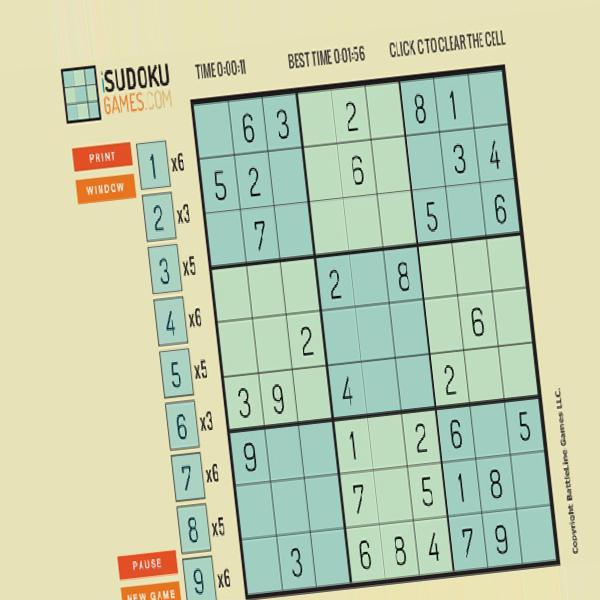 TIME 0:00:11 BEST TIME 0:01:56 CLICK C TO CLEAR THE CELL
iSUDOKU
GAMES.COM
PRINT
WINDOW
1 x6
2 x3
3 x5
4 x6
5 x5
6 x3
7 x6
8 x5
9 x6
PAUSE
NEW GAME
6 3 2 8 1
5 2 6 3 4
7 5 6
2 8
2 6
3 9 4 2
9 1 2 6 5
7 5 1 8
3 6 8 4 7 9
Copyright BattleLine Games LLC.